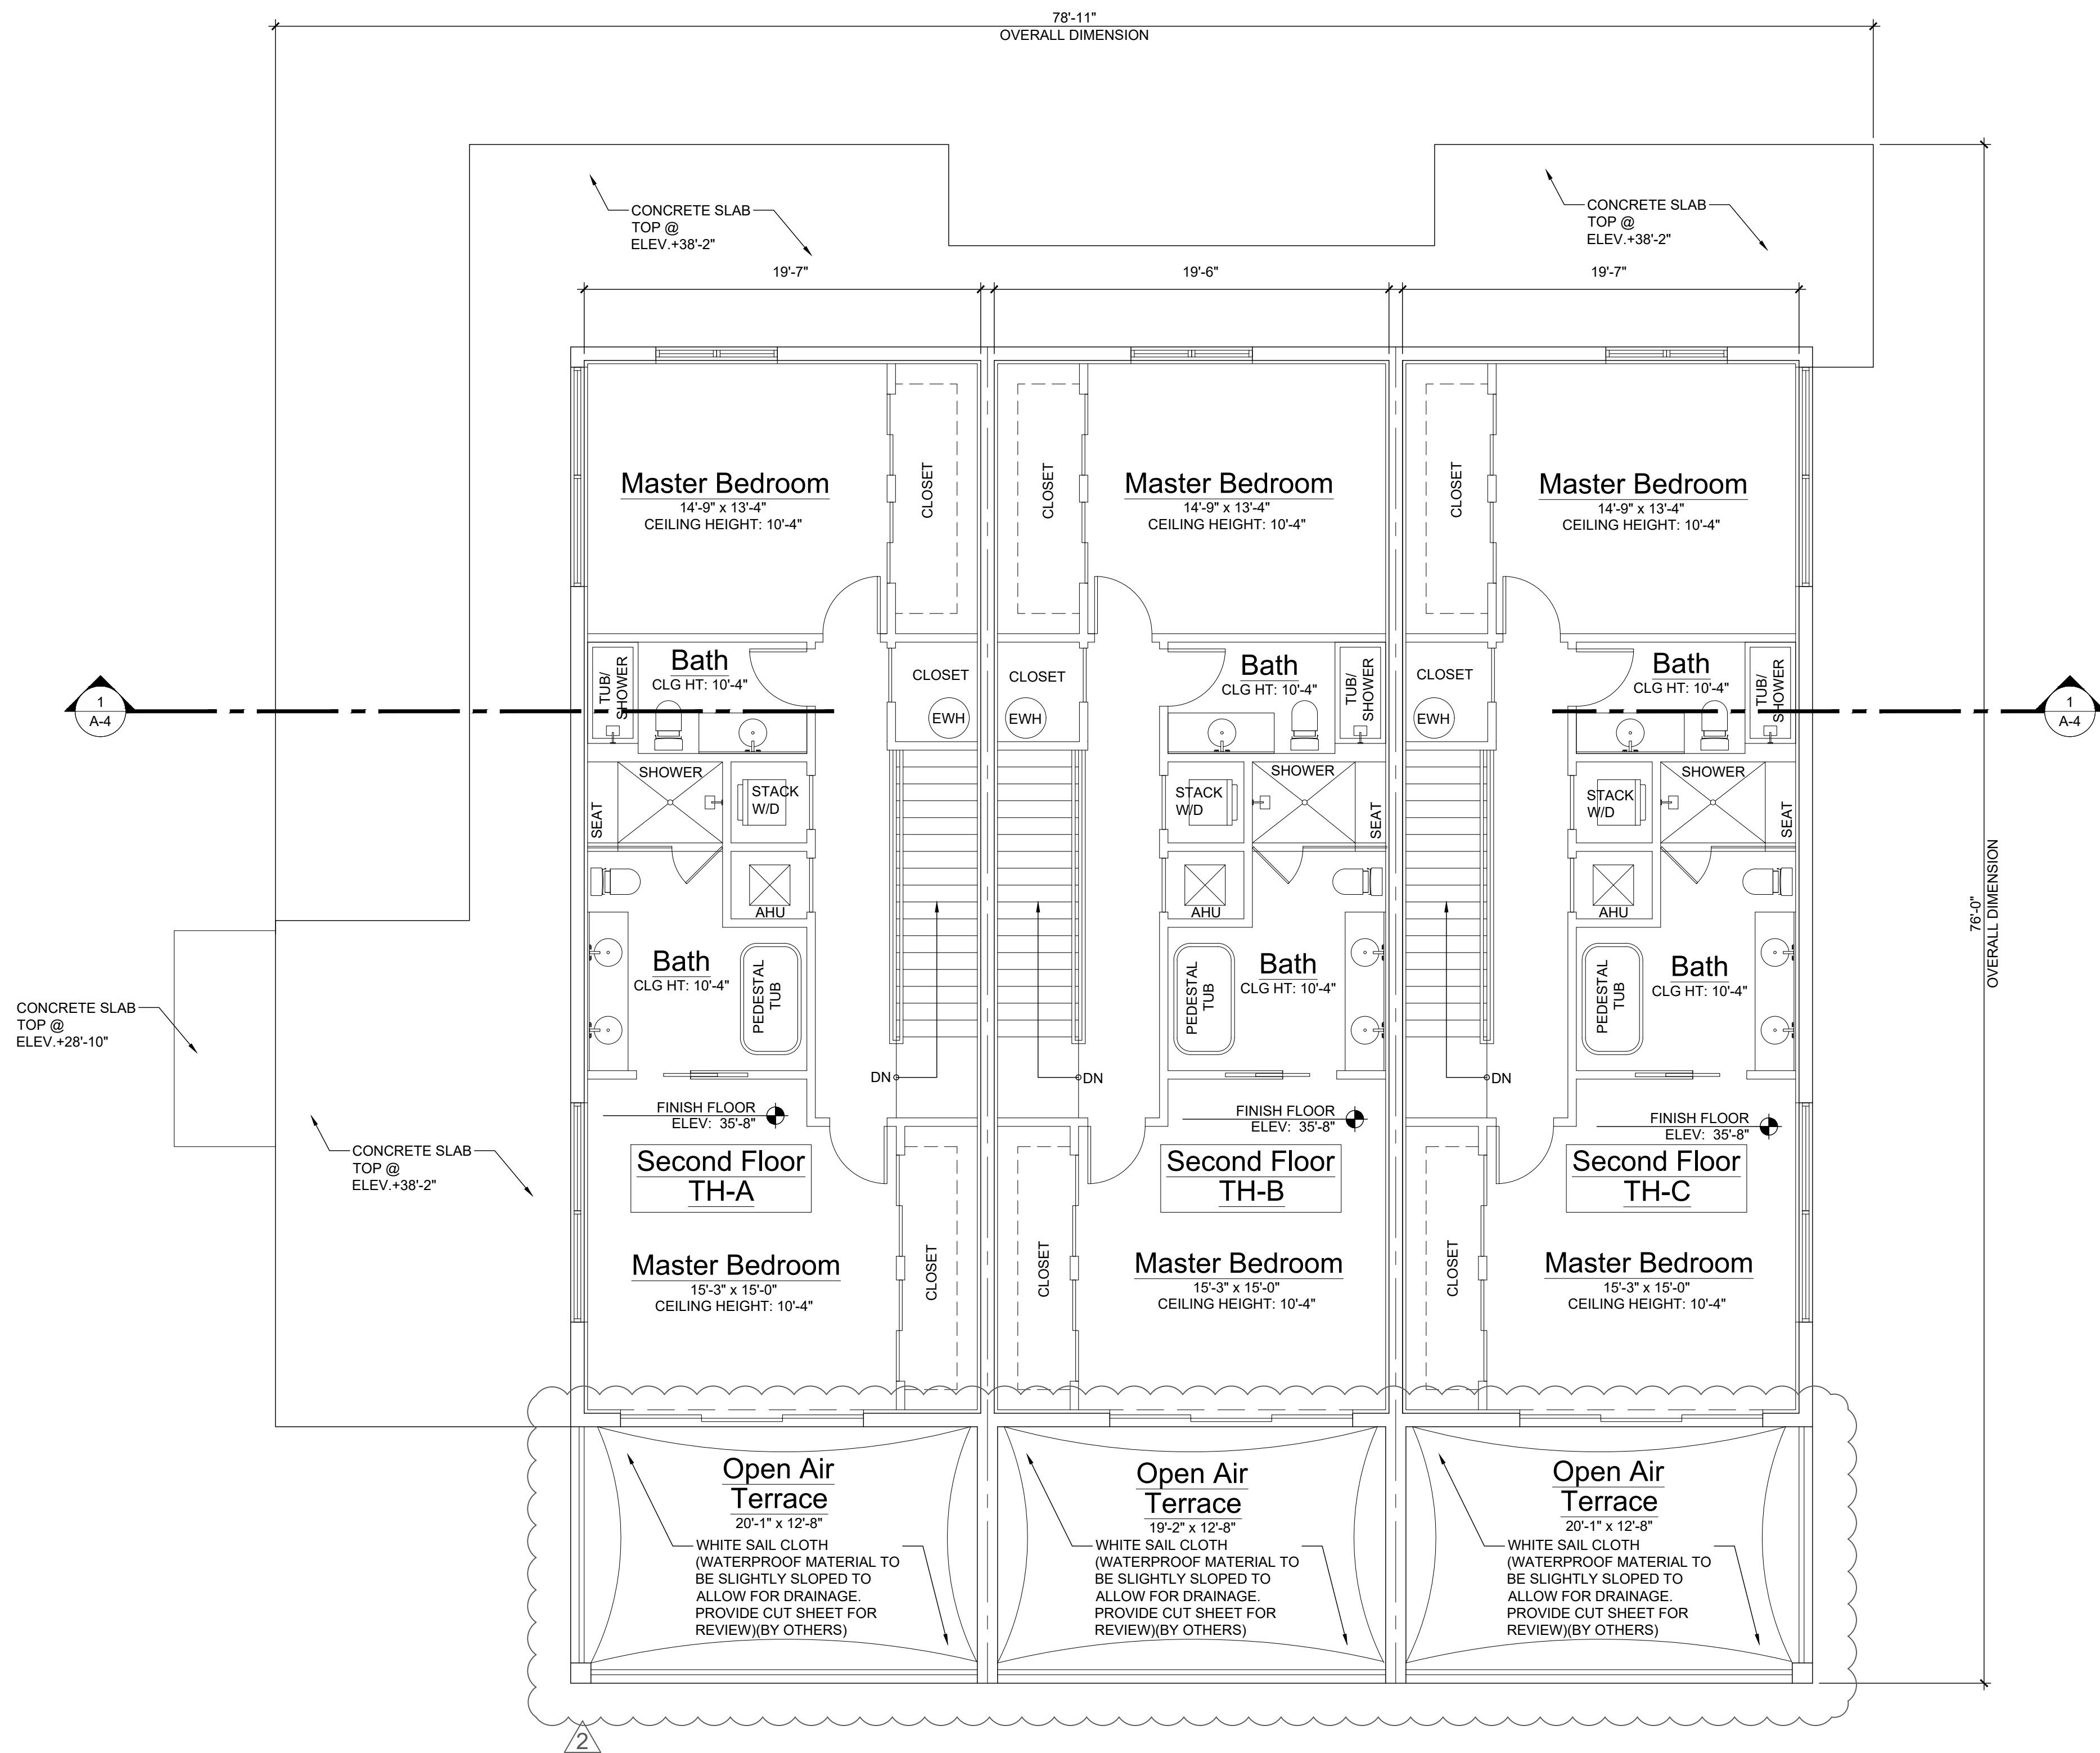 78'-11"
OVERALL DIMENSION
CONCRETE SLAB
TOP @
ELEV.+38'-2"
CONCRETE SLAB
TOP @
ELEV.+38'-2"
19'-7"
19'-6"
19'-7"
Master Bedroom
14'-9" x 13'-4"
CEILING HEIGHT: 10'-4"
CLOSET
CLOSET
Master Bedroom
14'-9" x 13'-4"
CEILING HEIGHT: 10'-4"
CLOSET
Master Bedroom
14'-9" x 13'-4"
CEILING HEIGHT: 10'-4"
1
A-4
TUB/
SHOWER
Bath
CLG HT: 10'-4"
CLOSET
EWH
CLOSET
EWH
Bath
CLG HT: 10'-4"
TUB/
SHOWER
CLOSET
EWH
Bath
CLG HT: 10'-4"
TUB/
SHOWER
1
A-4
SEAT
SHOWER
STACK
W/D
STACK
W/D
SHOWER
SEAT
STACK
W/D
SHOWER
SEAT
AHU
AHU
AHU
76'-0"
OVERALL DIMENSION
Bath
CLG HT: 10'-4"
PEDESTAL
TUB
PEDESTAL
TUB
Bath
CLG HT: 10'-4"
PEDESTAL
TUB
Bath
CLG HT: 10'-4"
CONCRETE SLAB
TOP @
ELEV.+28'-10"
DN
DN
DN
FINISH FLOOR
ELEV: 35'-8"
FINISH FLOOR
ELEV: 35'-8"
FINISH FLOOR
ELEV: 35'-8"
CONCRETE SLAB
TOP @
ELEV.+38'-2"
Second Floor
TH-A
Second Floor
TH-B
Second Floor
TH-C
Master Bedroom
15'-3" x 15'-0"
CEILING HEIGHT: 10'-4"
CLOSET
CLOSET
Master Bedroom
15'-3" x 15'-0"
CEILING HEIGHT: 10'-4"
CLOSET
Master Bedroom
15'-3" x 15'-0"
CEILING HEIGHT: 10'-4"
Open Air
Terrace
20'-1" x 12'-8"
WHITE SAIL CLOTH
(WATERPROOF MATERIAL TO
BE SLIGHTLY SLOPED TO
ALLOW FOR DRAINAGE.
PROVIDE CUT SHEET FOR
REVIEW)(BY OTHERS)
Open Air
Terrace
19'-2" x 12'-8"
WHITE SAIL CLOTH
(WATERPROOF MATERIAL TO
BE SLIGHTLY SLOPED TO
ALLOW FOR DRAINAGE.
PROVIDE CUT SHEET FOR
REVIEW)(BY OTHERS)
Open Air
Terrace
20'-1" x 12'-8"
WHITE SAIL CLOTH
(WATERPROOF MATERIAL TO
BE SLIGHTLY SLOPED TO
ALLOW FOR DRAINAGE.
PROVIDE CUT SHEET FOR
REVIEW)(BY OTHERS)
2